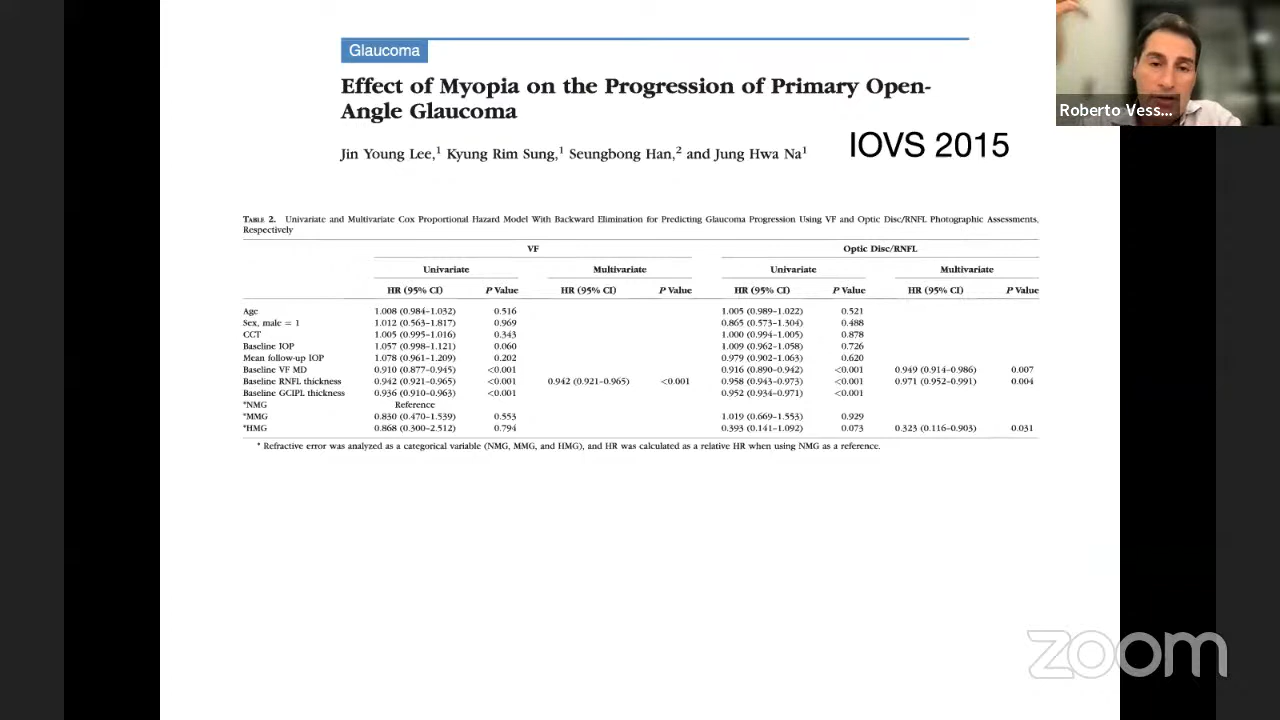 Glaucoma
Effect of Myopia on the Progression of Primary Open-
Angle Glaucoma
Jin Young Lee,1 Kyung Rim Sung,1 Seungbong Han,2 and Jung Hwa Na1
IOVS 2015
Roberto Vess...
TABLE 2. Univariate and Multivariate Cox Proportional Hazard Model With Backward Elimination for Predicting Glaucoma Progression Using VF and Optic Disc/RNFL Photographic Assessments,
Respectively
VF Optic Disc/RNFL
Univariate Multivariate Univariate Multivariate
HR (95% CI) P Value HR (95% CI) P Value HR (95% CI) P Value HR (95% CI) P Value
Age 1.008 (0.984–1.032) 0.516 1.005 (0.989–1.022) 0.521
Sex, male = 1 1.012 (0.563–1.817) 0.969 0.865 (0.573–1.304) 0.488
CCT 1.005 (0.995–1.016) 0.343 1.000 (0.994–1.005) 0.878
Baseline IOP 1.057 (0.998–1.121) 0.060 1.009 (0.962–1.058) 0.726
Mean follow-up IOP 1.078 (0.961–1.209) 0.202 0.979 (0.902–1.063) 0.620
Baseline VF MD 0.910 (0.877–0.945) <0.001 0.916 (0.890–0.942) <0.001 0.949 (0.914–0.986) 0.007
Baseline RNFL thickness 0.942 (0.921–0.965) <0.001 0.942 (0.921–0.965) <0.001 0.958 (0.943–0.973) <0.001 0.971 (0.952–0.991) 0.004
Baseline GCIPL thickness 0.936 (0.910–0.963) <0.001 0.952 (0.934–0.971) <0.001
*NMG Reference
*MMG 0.830 (0.470–1.539) 0.553 1.019 (0.669–1.553) 0.929
*HMG 0.868 (0.300–2.512) 0.794 0.393 (0.141–1.092) 0.073 0.323 (0.116–0.903) 0.031
* Refractive error was analyzed as a categorical variable (NMG, MMG, and HMG), and HR was calculated as a relative HR when using NMG as a reference.
zoom